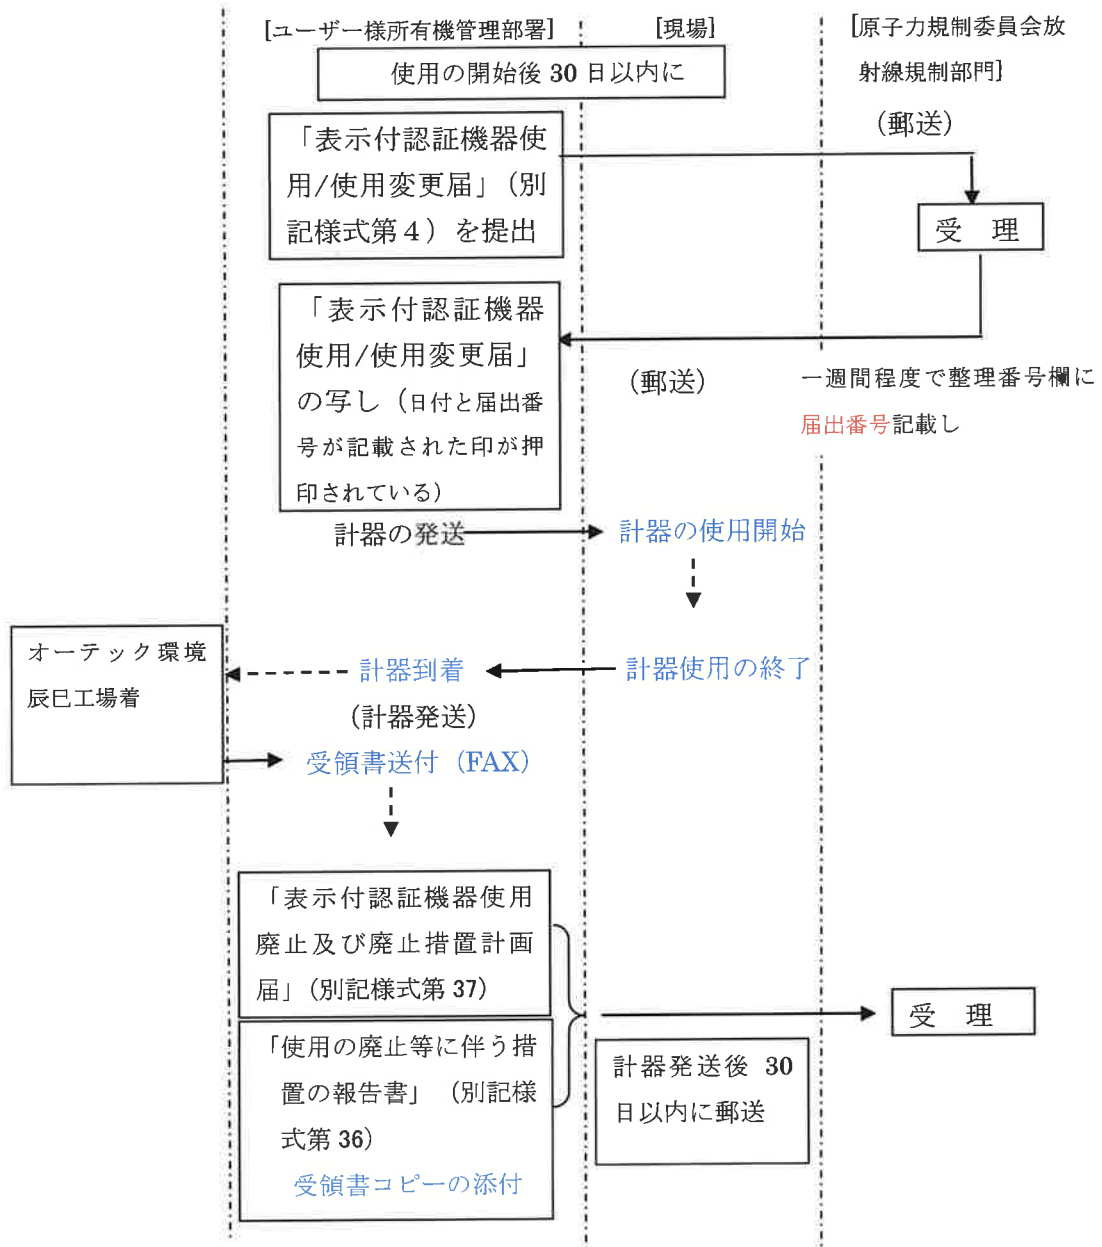 [ユーザー様所有機管理部署]
[現場]
[原子力規制委員会放
射線規制部門]
使用の開始後 30 日以内に
(郵送)
「表示付認証機器使
用/使用変更届」(別
記様式第４）を提出
受　理
「表示付認証機器
使用/使用変更届」
の写し（日付と届出番
号が記載された印が押
印されている)
(郵送)
一週間程度で整理番号欄に
届出番号記載し
計器の発送
計器の使用開始
オーテック環境
辰巳工場着
計器到着
計器使用の終了
(計器発送)
受領書送付（FAX）
「表示付認証機器使用
廃止及び廃止措置計画
届」(別記様式第 37)
受　理
「使用の廃止等に伴う措
置の報告書」（別記様
式第 36)
受領書コピーの添付
計器発送後 30
日以内に郵送